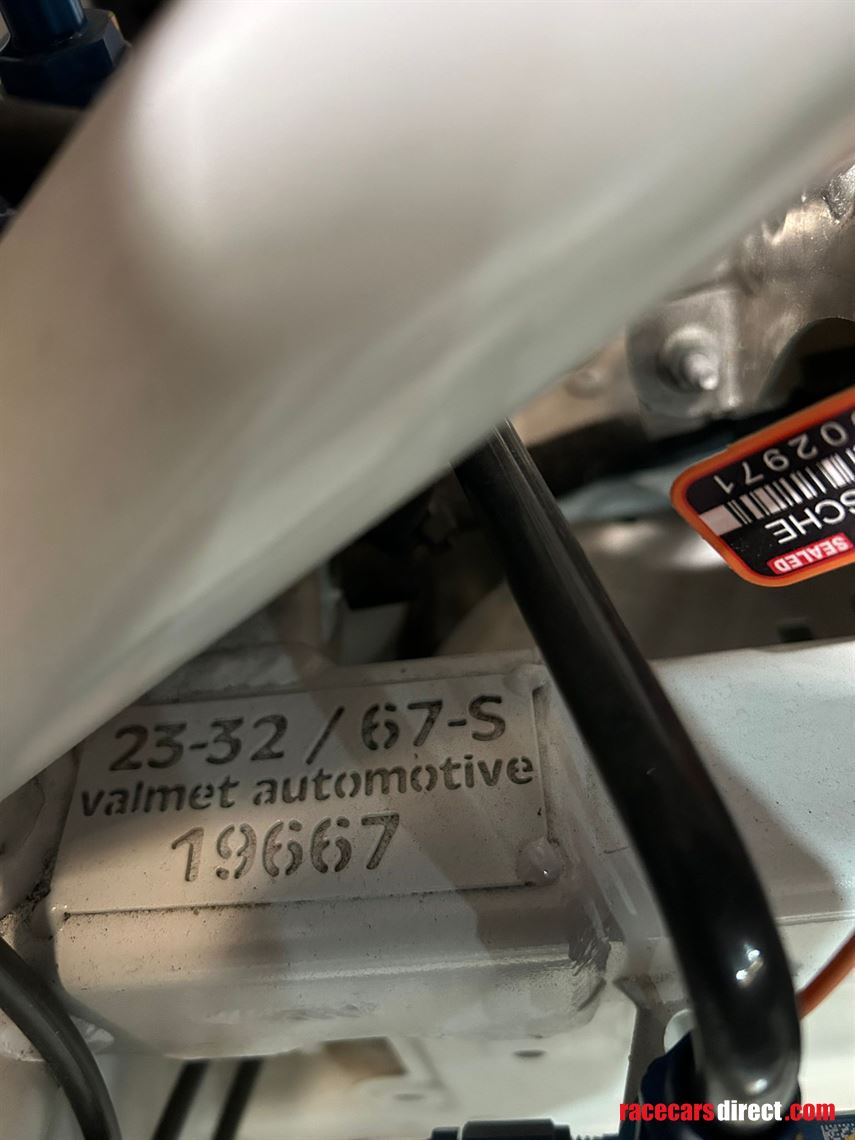 02971
SCHE
SEALED
23-32 / 67-S
valmet automotive
19667
racecarsdirect.com